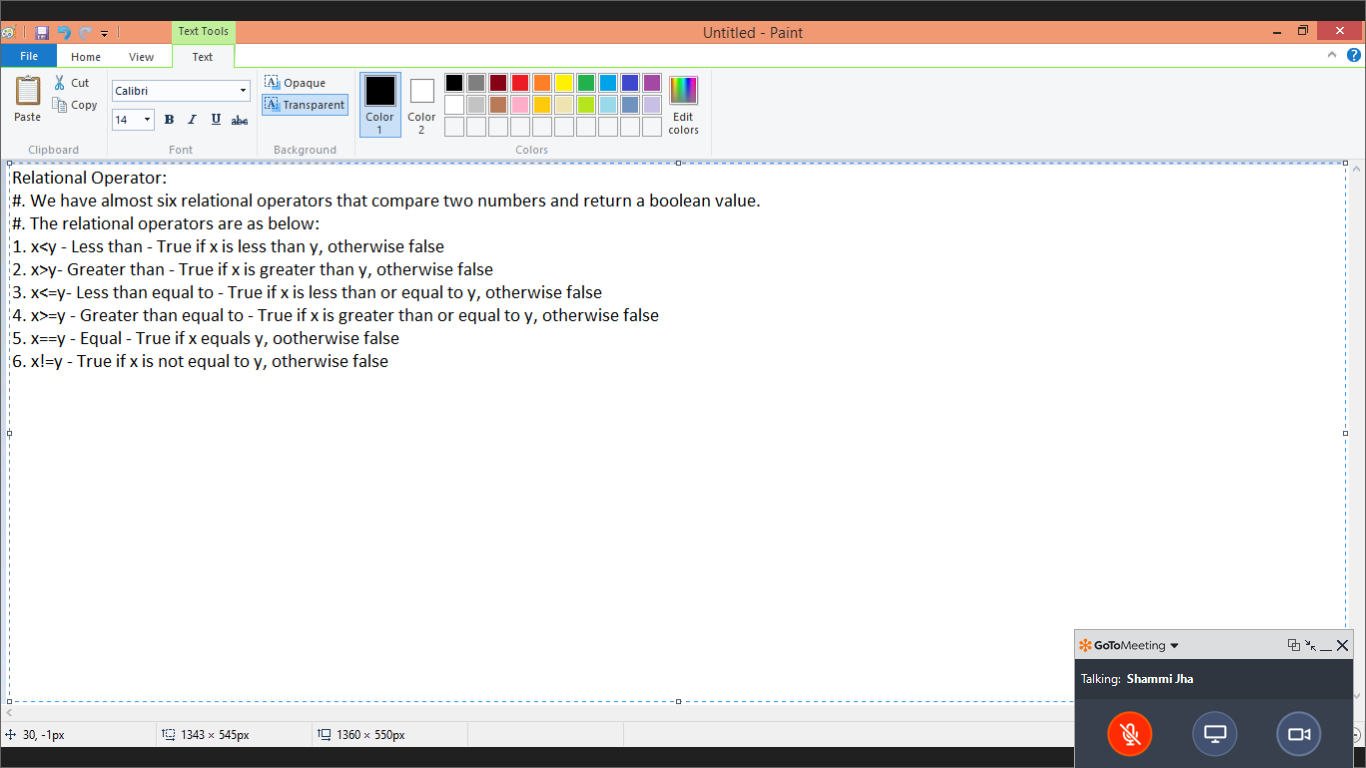 Text Tools
Untitled - Paint
File
Home
View
Text
Paste
Cut
Copy
Clipboard
Calibri
14
B I U abc
Font
Opaque
Transparent
Background
Color 1
Color 2
Edit colors
Colors
Relational Operator:
#. We have almost six relational operators that compare two numbers and return a boolean value.
#. The relational operators are as below:
1. x<y - Less than - True if x is less than y, otherwise false
2. x>y- Greater than - True if x is greater than y, otherwise false
3. x<=y- Less than equal to - True if x is less than or equal to y, otherwise false
4. x>=y - Greater than equal to - True if x is greater than or equal to y, otherwise false
5. x==y - Equal - True if x equals y, ootherwise false
6. x!=y - True if x is not equal to y, otherwise false
GoToMeeting
Talking: Shammi Jha
30, -1px
1343 × 545px
1360 × 550px